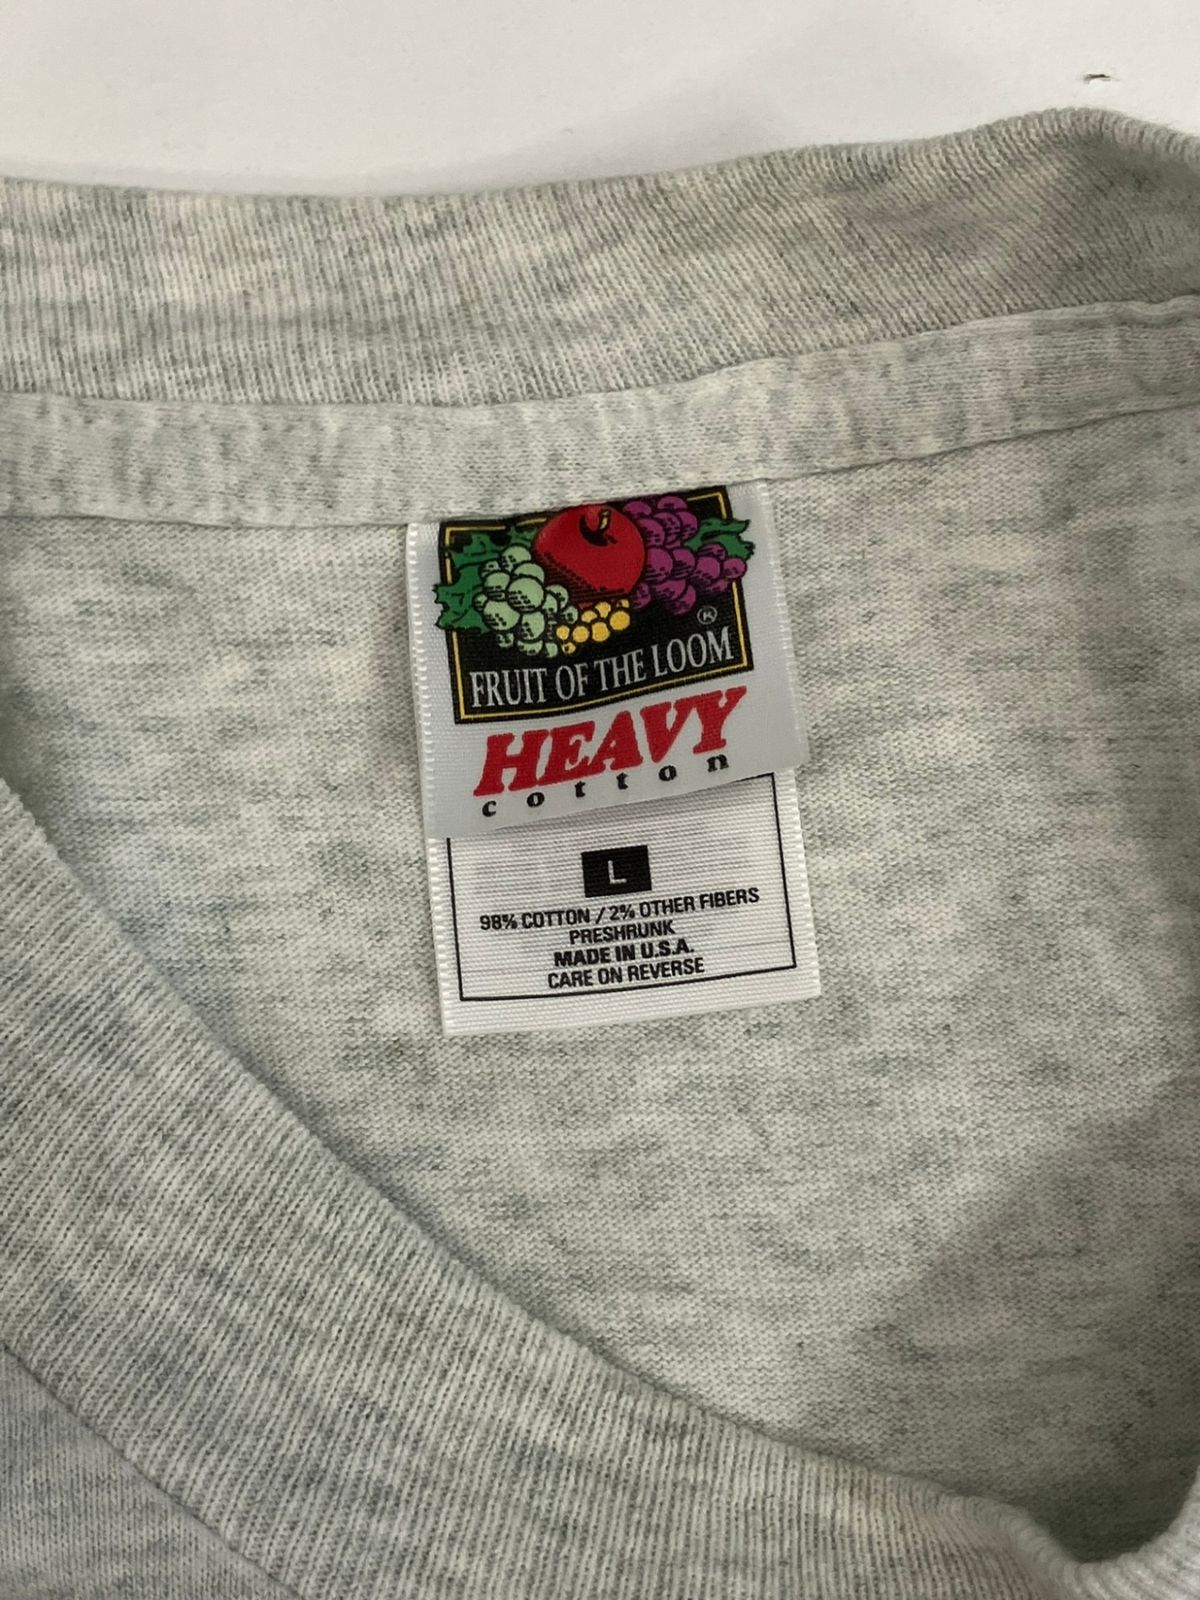 ®
FRUIT OF THE LOOM
HEAVY
cotton
L
98% COTTON / 2% OTHER FIBERS
PRESHRUNK
MADE IN U.S.A.
CARE ON REVERSE